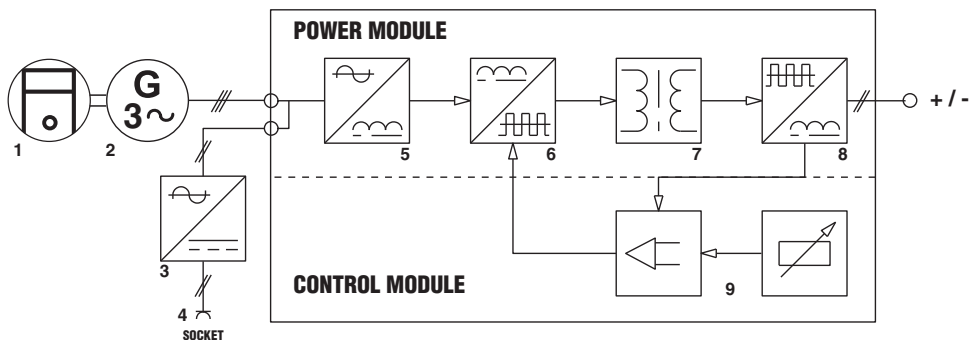 POWER MODULE
G
3~
+ / -
1
2
5
6
7
8
3
CONTROL MODULE
9
4
SOCKET